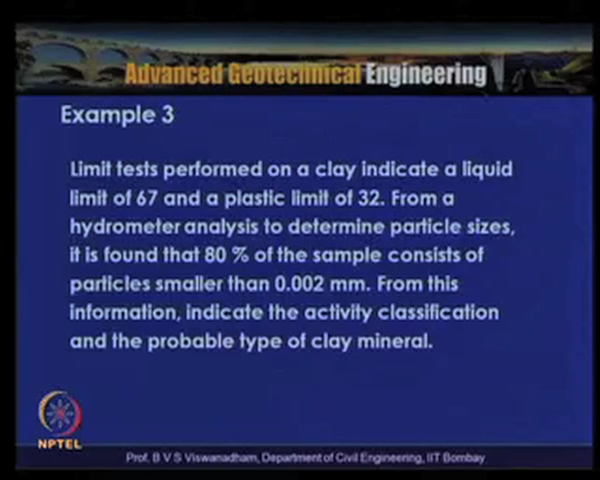 Advanced Geotechnical Engineering
Example 3
Limit tests performed on a clay indicate a liquid
limit of 67 and a plastic limit of 32. From a
hydrometer analysis to determine particle sizes,
it is found that 80 % of the sample consists of
particles smaller than 0.002 mm. From this
information, indicate the activity classification
and the probable type of clay mineral.
NPTEL
Prof. B V S Viswanadham, Department of Civil Engineering, IIT Bombay